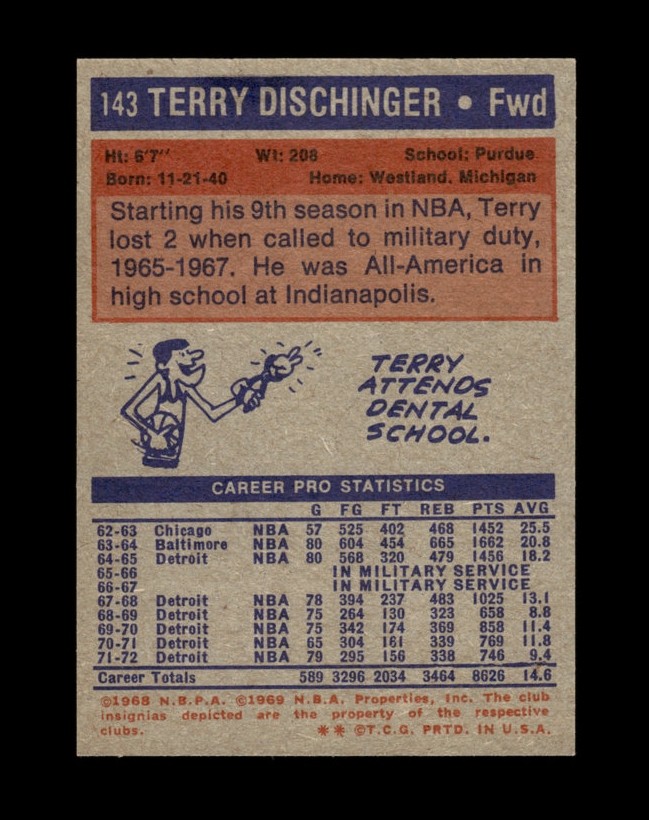 143 TERRY DISCHINGER • Fwd
Ht: 6'7" Wt: 208 School: Purdue
Born: 11-21-40 Home: Westland, Michigan
Starting his 9th season in NBA, Terry
lost 2 when called to military duty,
1965-1967. He was All-America in
high school at Indianapolis.
TERRY
ATTENDS
DENTAL
SCHOOL.
CAREER PRO STATISTICS
G FG FT REB PTS AVG
62-63 Chicago NBA 57 525 402 468 1452 25.5
63-64 Baltimore NBA 80 604 454 665 1662 20.8
64-65 Detroit NBA 80 568 320 479 1456 18.2
65-66 IN MILITARY SERVICE
66-67 IN MILITARY SERVICE
67-68 Detroit NBA 78 394 237 483 1025 13.1
68-69 Detroit NBA 75 264 130 323 658 8.8
69-70 Detroit NBA 75 342 174 369 858 11.4
70-71 Detroit NBA 65 304 161 339 769 11.8
71-72 Detroit NBA 79 295 156 338 746 9.4
Career Totals 589 3296 2034 3464 8626 14.6
©1968 N.B.P.A. ©1969 N.B.A. Properties, Inc. The club
insignias depicted are the property of the respective
clubs. ** ©T.C.G. PRTD. IN U.S.A.